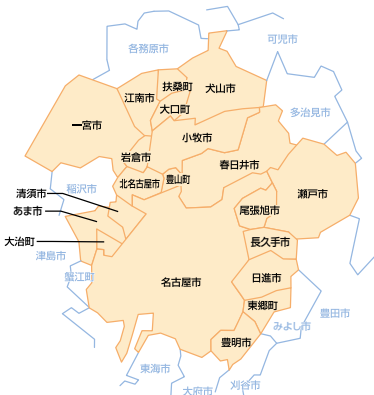 可児市
各務原市
扶桑町
犬山市
江南市
大口町
多治見市
一宮市
小牧市
岩倉市
春日井市
北名古屋市
豊山町
瀬戸市
稲沢市
清須市
あま市
尾張旭市
大治町
長久手市
津島市
蟹江町
日進市
名古屋市
東郷町
豊田市
みよし市
豊明市
東海市
刈谷市
大府市